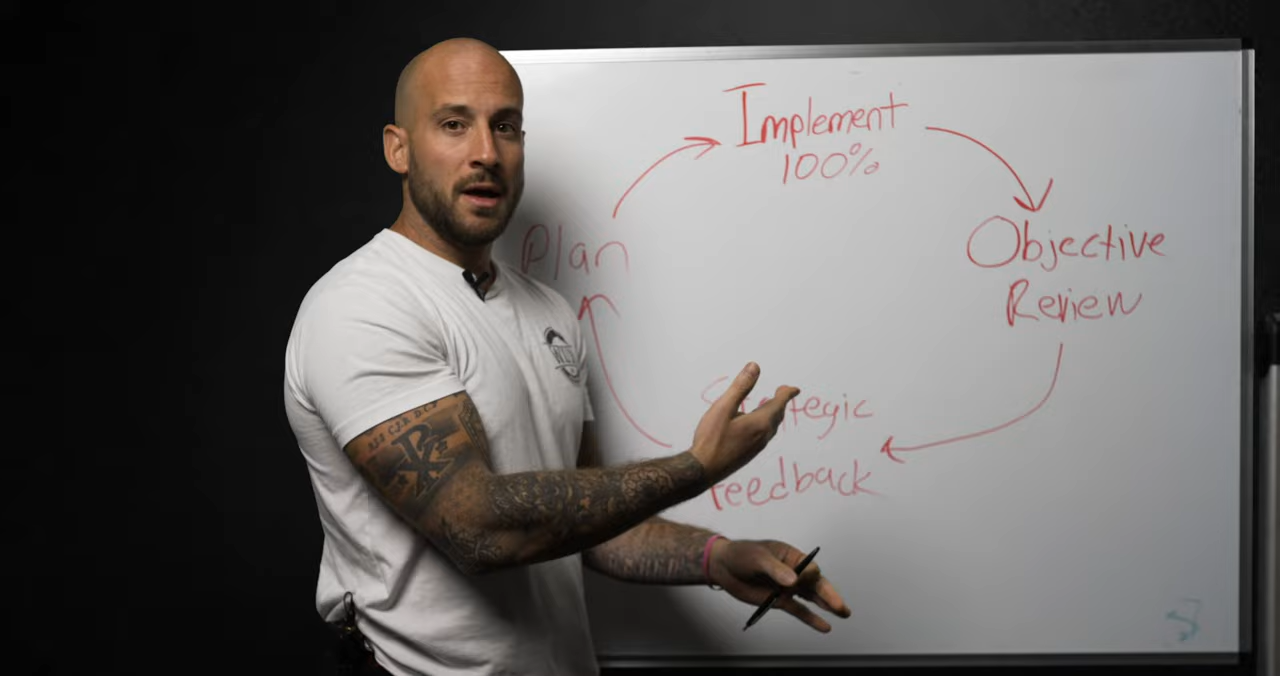 Implement
100%
Plan
Objective
Review
Strategic
Feedback